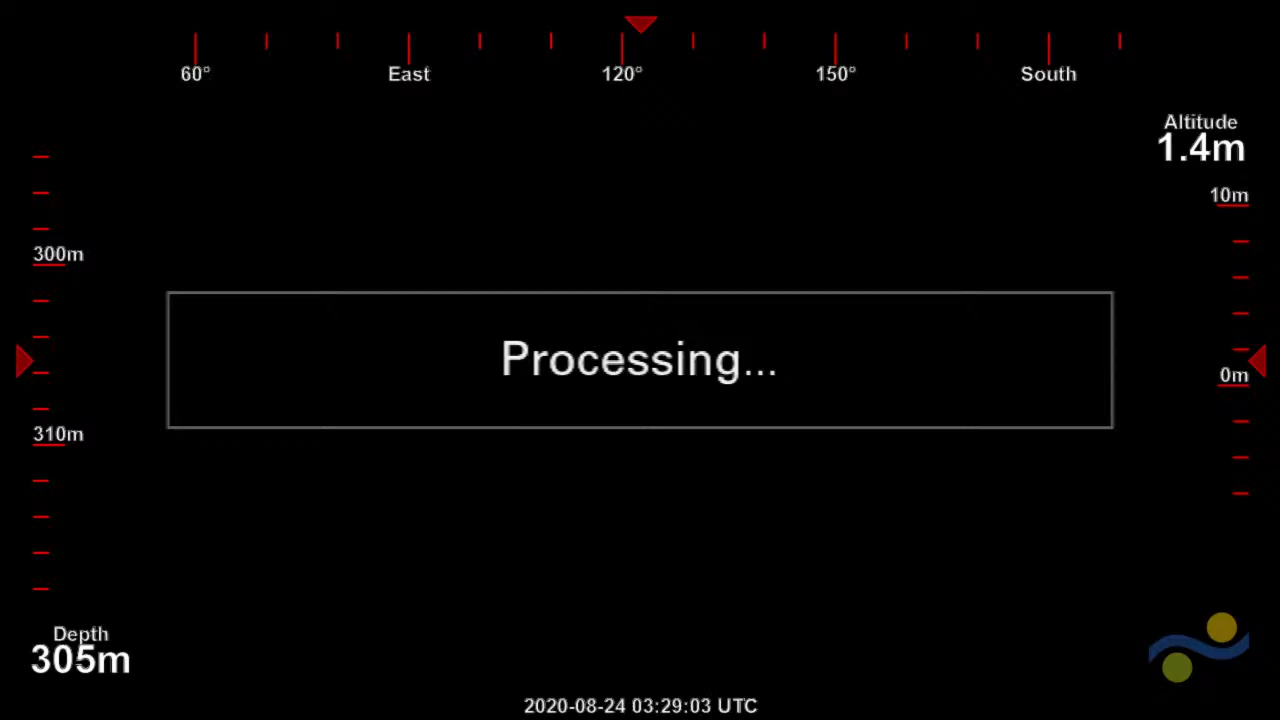 60° East 120° 150° South
Altitude
1.4m
10m
300m
Processing...
0m
310m
Depth
305m
2020-08-24 03:29:03 UTC